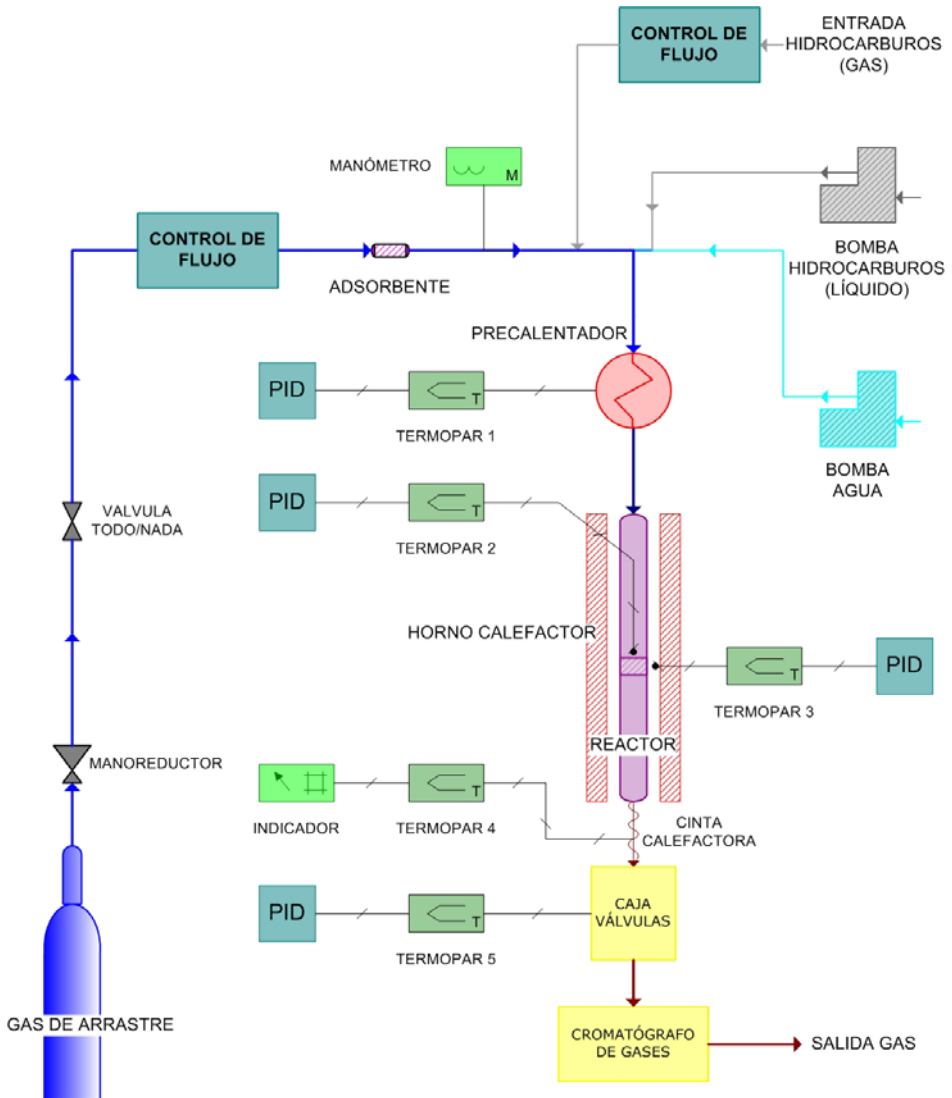 CONTROL DE
FLUJO
ENTRADA
HIDROCARBUROS
(GAS)
MANÓMETRO
M
CONTROL DE
FLUJO
ADSORBENTE
BOMBA
HIDROCARBUROS
(LÍQUIDO)
PRECALENTADOR
PID
T
TERMOPAR 1
BOMBA
AGUA
PID
T
TERMOPAR 2
VALVULA
TODO/NADA
HORNO CALEFACTOR
T
PID
TERMOPAR 3
REACTOR
MANOREDUCTOR
T
INDICADOR
TERMOPAR 4
CINTA
CALEFACTORA
PID
T
TERMOPAR 5
CAJA
VÁLVULAS
GAS DE ARRASTRE
CROMATÓGRAFO
DE GASES
SALIDA GAS